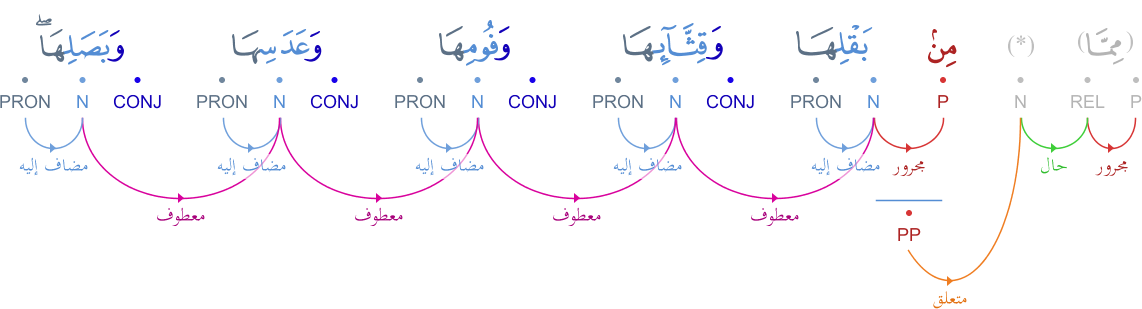 (مِمَّا) (*) مِنۢ بَقْلِهَا وَقِثَّآئِهَا وَفُومِهَا وَعَدَسِهَا وَبَصَلِهَا ۖ
P REL N P N PRON CONJ N PRON CONJ N PRON CONJ N PRON CONJ N PRON
مجرور حال مجرور مضاف إليه مضاف إليه مضاف إليه مضاف إليه مضاف إليه
معطوف معطوف معطوف معطوف
PP
متعلق